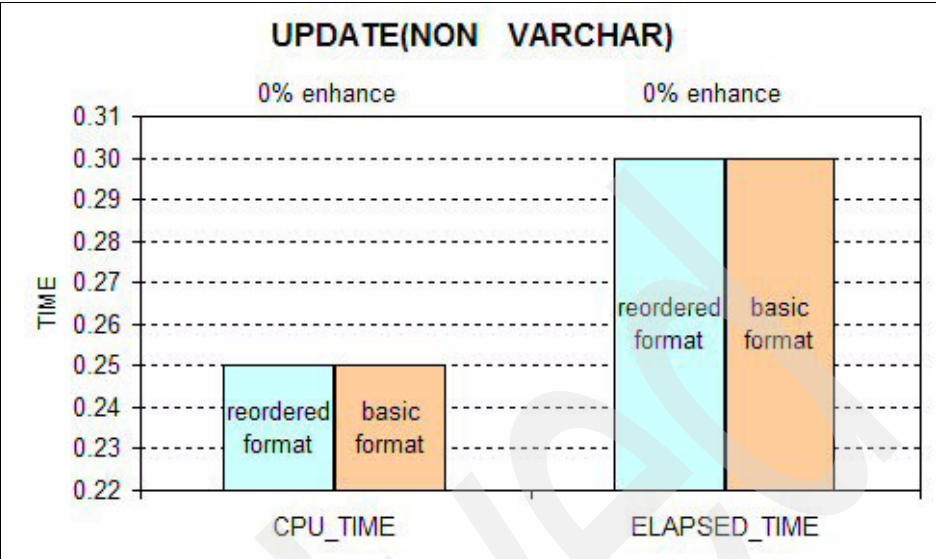 UPDATE(NON VARCHAR)
0% enhance 0% enhance
0.31
0.30
0.29
0.28
0.27
0.26
0.25
0.24
0.23
0.22
TIME
reordered format
basic format
reordered format
basic format
CPU_TIME ELAPSED_TIME